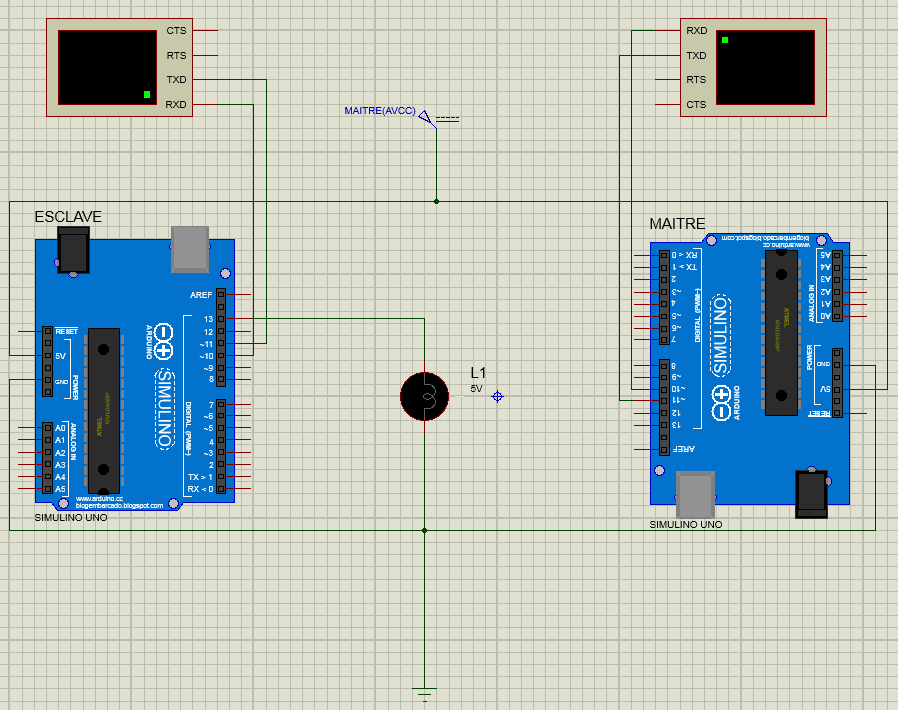 CTS
RTS
TXD
RXD
MAITRE(AVCC)
RXD
TXD
RTS
CTS
ESCLAVE
AREF
13
12
~11
~10
~9
8
7
~6
~5
4
~3
2
TX > 1
RX < 0
RESET
5V
GND
POWER
A0
A1
A2
A3
A4
A5
ANALOG IN
ARDUINO
SIMULINO
DIGITAL (PWM~)
ATMEL
www.arduino.cc
blogembarcado.blogspot.com
SIMULINO UNO
L1
5V
MAITRE
blogembarcado.blogspot.com
www.arduino.cc
RX < 0
TX > 1
2
~3
4
~5
~6
7
8
~9
~10
~11
12
13
AREF
DIGITAL (PWM~)
SIMULINO
ARDUINO
ATMEL
A5
A4
A3
A2
A1
A0
ANALOG IN
POWER
GND
5V
RESET
SIMULINO UNO